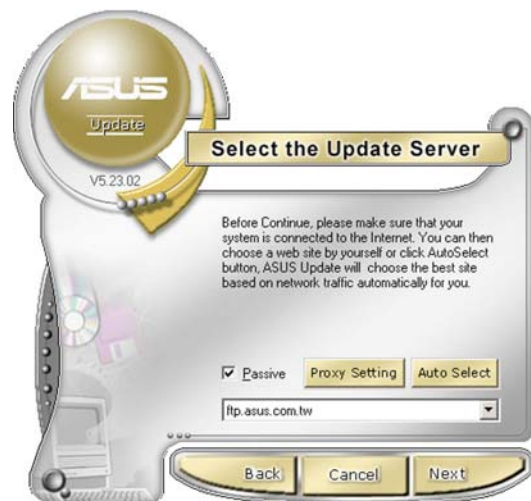 ASUS
Update
V5.23.02
Select the Update Server
Before Continue, please make sure that your
system is connected to the Internet. You can then
choose a web site by yourself or click AutoSelect
button, ASUS Update will choose the best site
based on network traffic automatically for you.
Passive
Proxy Setting
Auto Select
ftp.asus.com.tw
Back
Cancel
Next